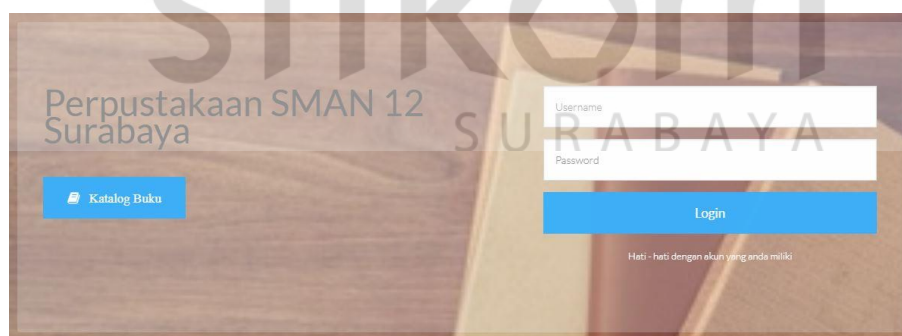 stikom
SURABAYA
Perpustakaan SMAN 12
Surabaya
Katalog Buku
Username
Password
Login
Hati - hati dengan akun yang anda miliki